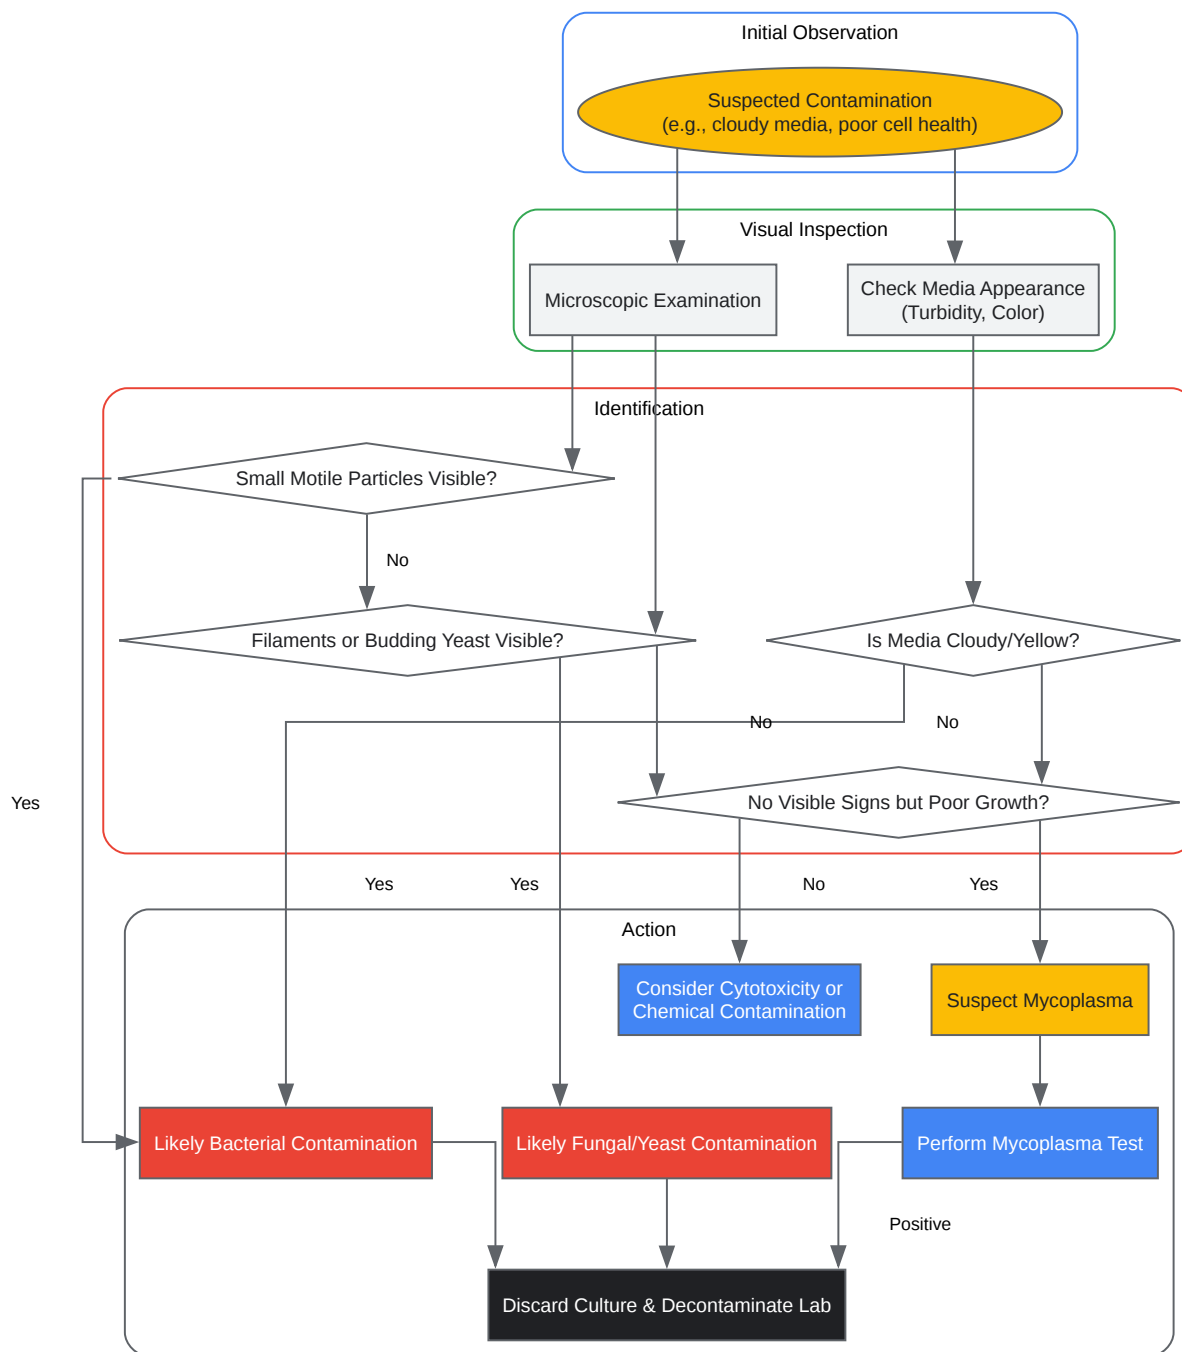 Initial Observation
Suspected Contamination
(e.g., cloudy media, poor cell health)
Visual Inspection
Microscopic Examination
Check Media Appearance
(Turbidity, Color)
Identification
Small Motile Particles Visible?
No
Filaments or Budding Yeast Visible?
Is Media Cloudy/Yellow?
No
No
Yes
No Visible Signs but Poor Growth?
Yes
Yes
No
Yes
Action
Consider Cytotoxicity or
Chemical Contamination
Suspect Mycoplasma
Likely Bacterial Contamination
Likely Fungal/Yeast Contamination
Perform Mycoplasma Test
Positive
Discard Culture & Decontaminate Lab